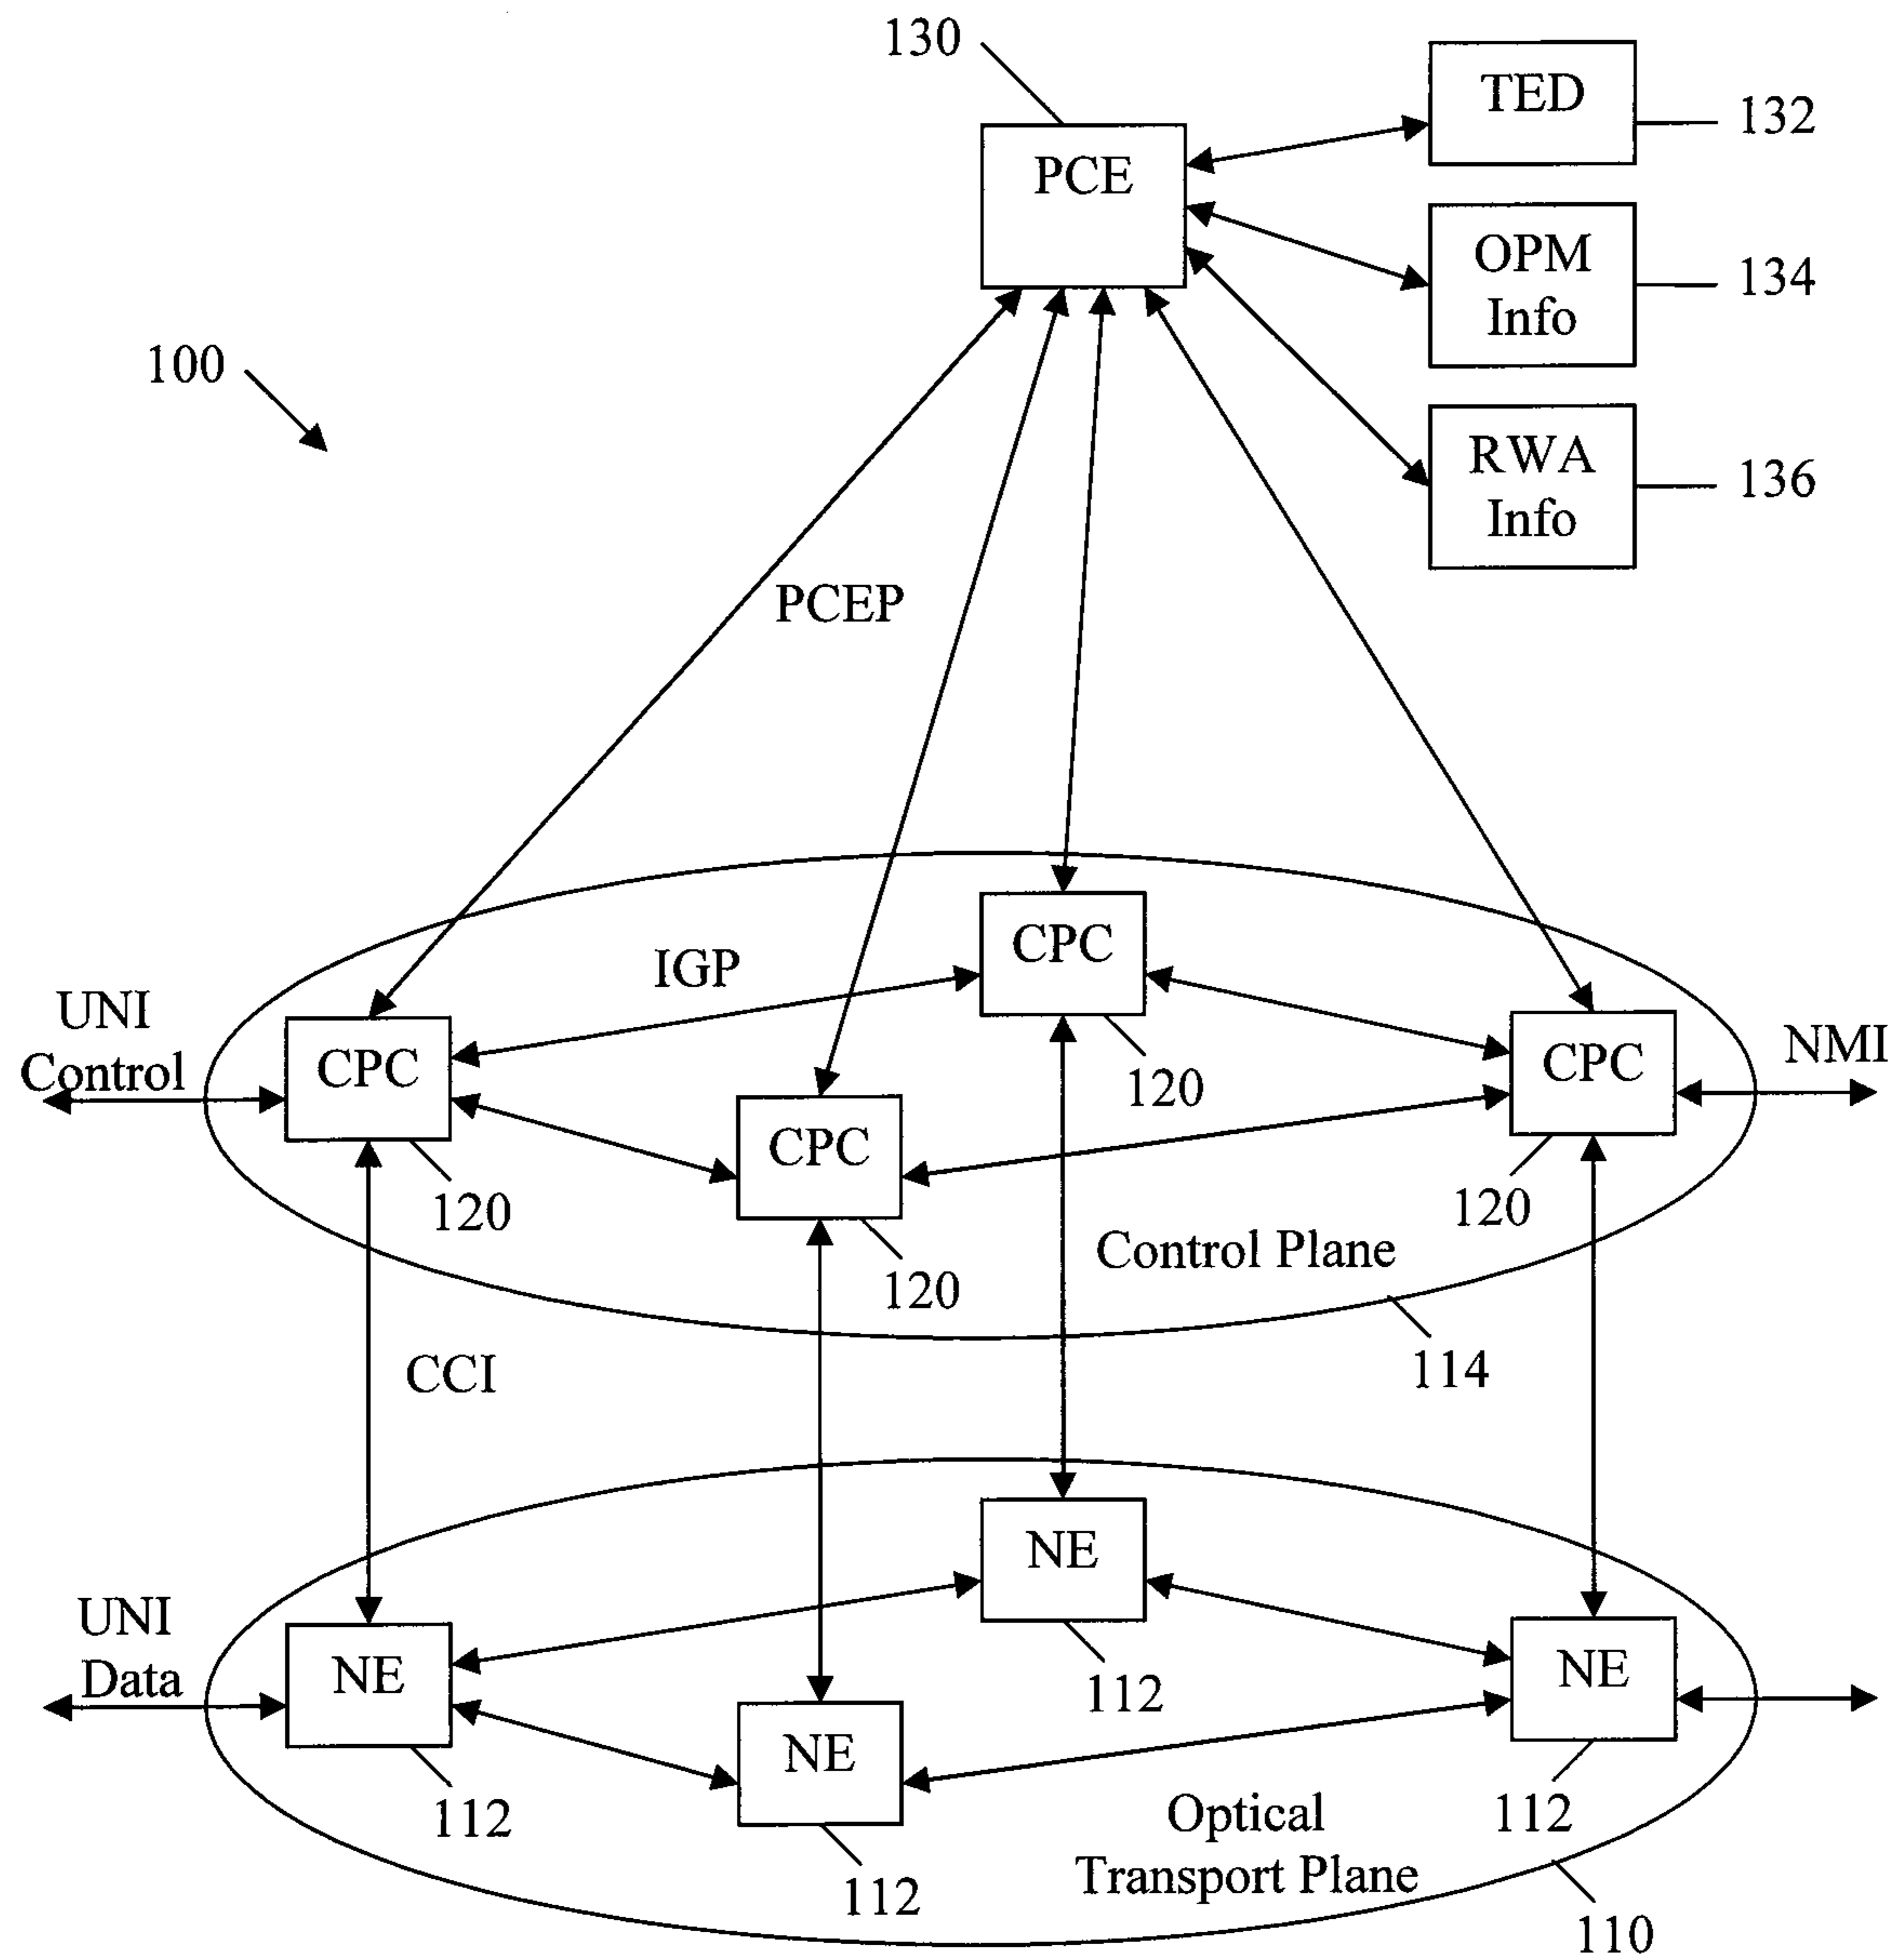 130
TED
132
PCE
OPM
Info
134
100
RWA
Info
136
PCEP
CPC
IGP
UNI
Control
CPC
120
CPC
NMI
CPC
120
120
120
Control Plane
114
CCI
NE
UNI
Data
NE
112
NE
NE
112
112
112
Optical
Transport Plane
110